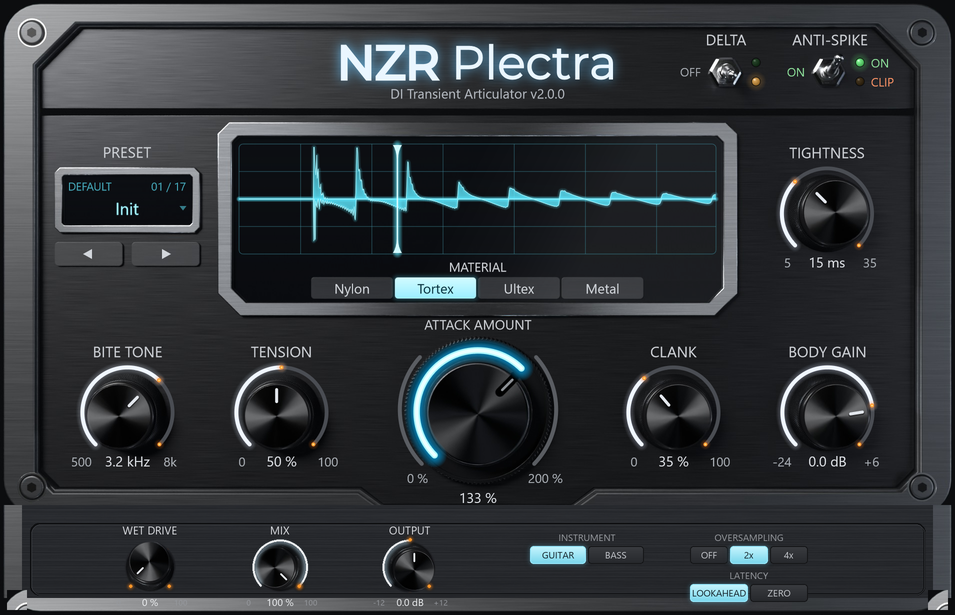 NZR Plectra
DI Transient Articulator v2.0.0
DELTA
OFF
ANTI-SPIKE
ON
ON
CLIP
PRESET
DEFAULT 01 / 17
Init
MATERIAL
Nylon Tortex Ultex Metal
TIGHTNESS
5 15 ms 35
BITE TONE
500 3.2 kHz 8k
TENSION
0 50 % 100
ATTACK AMOUNT
0 % 200 %
133 %
CLANK
0 35 % 100
BODY GAIN
-24 0.0 dB +6
WET DRIVE
0 %
MIX
0 100 % 100
OUTPUT
-12 0.0 dB +12
INSTRUMENT
GUITAR BASS
OVERSAMPLING
OFF 2x 4x
LATENCY
LOOKAHEAD ZERO